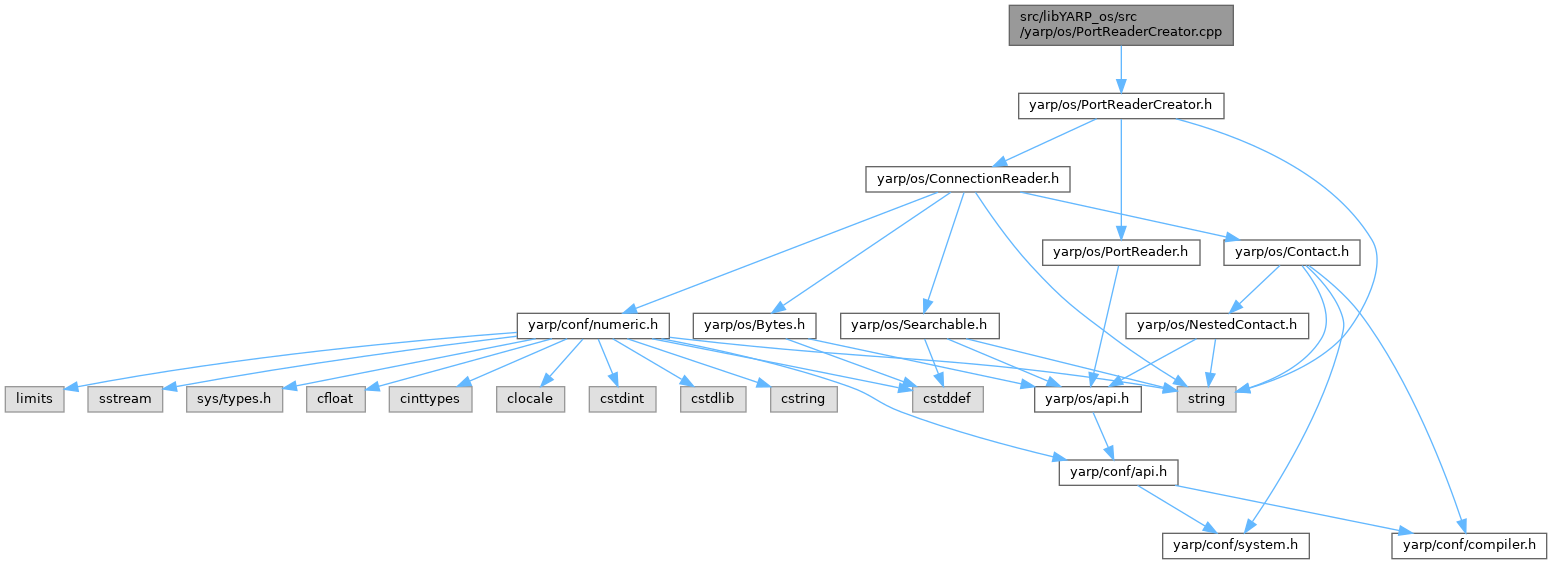 src/libYARP_os/src
/yarp/os/PortReaderCreator.cpp
yarp/os/PortReaderCreator.h
yarp/os/ConnectionReader.h
yarp/os/PortReader.h
yarp/os/Contact.h
yarp/conf/numeric.h
yarp/os/Bytes.h
yarp/os/Searchable.h
yarp/os/NestedContact.h
limits
sstream
sys/types.h
cfloat
cinttypes
clocale
cstdint
cstdlib
cstring
cstddef
yarp/os/api.h
string
yarp/conf/api.h
yarp/conf/system.h
yarp/conf/compiler.h